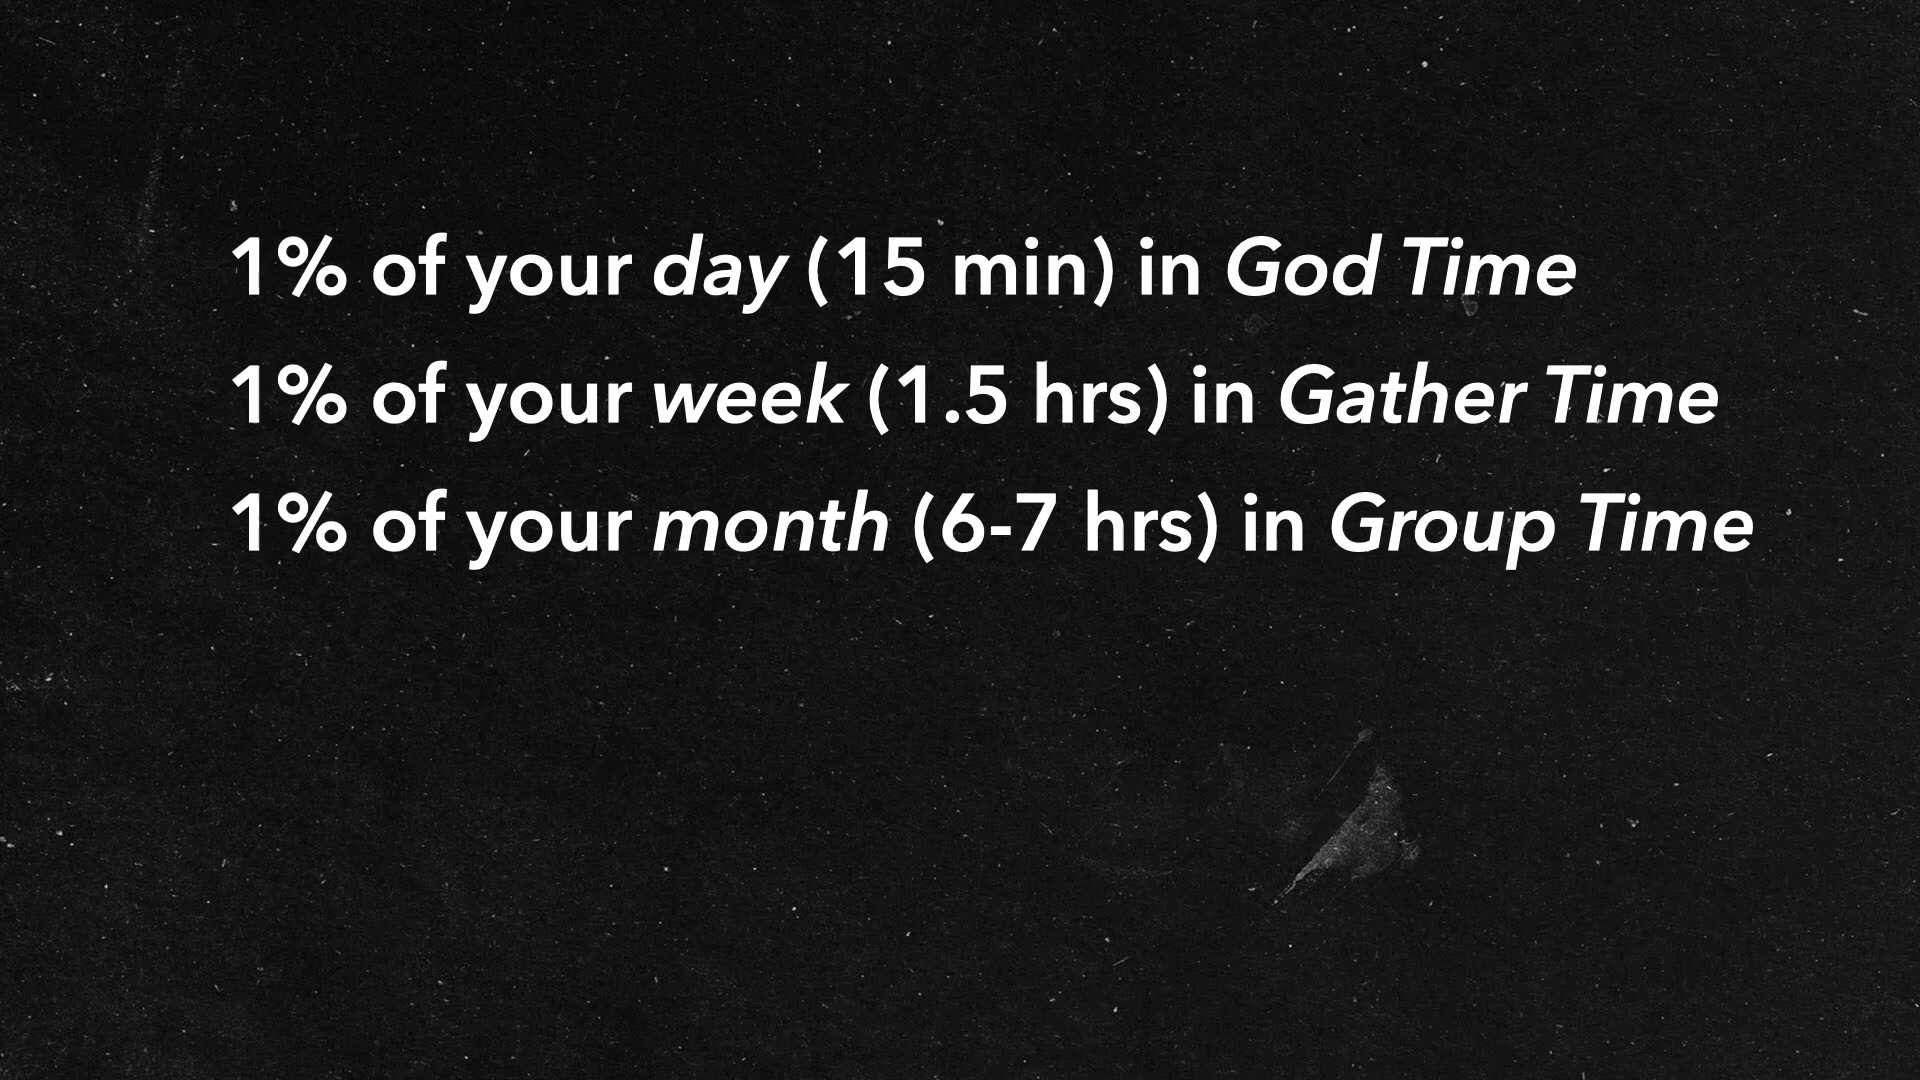 1% of your day (15 min) in God Time
1% of your week (1.5 hrs) in Gather Time
1% of your month (6-7 hrs) in Group Time